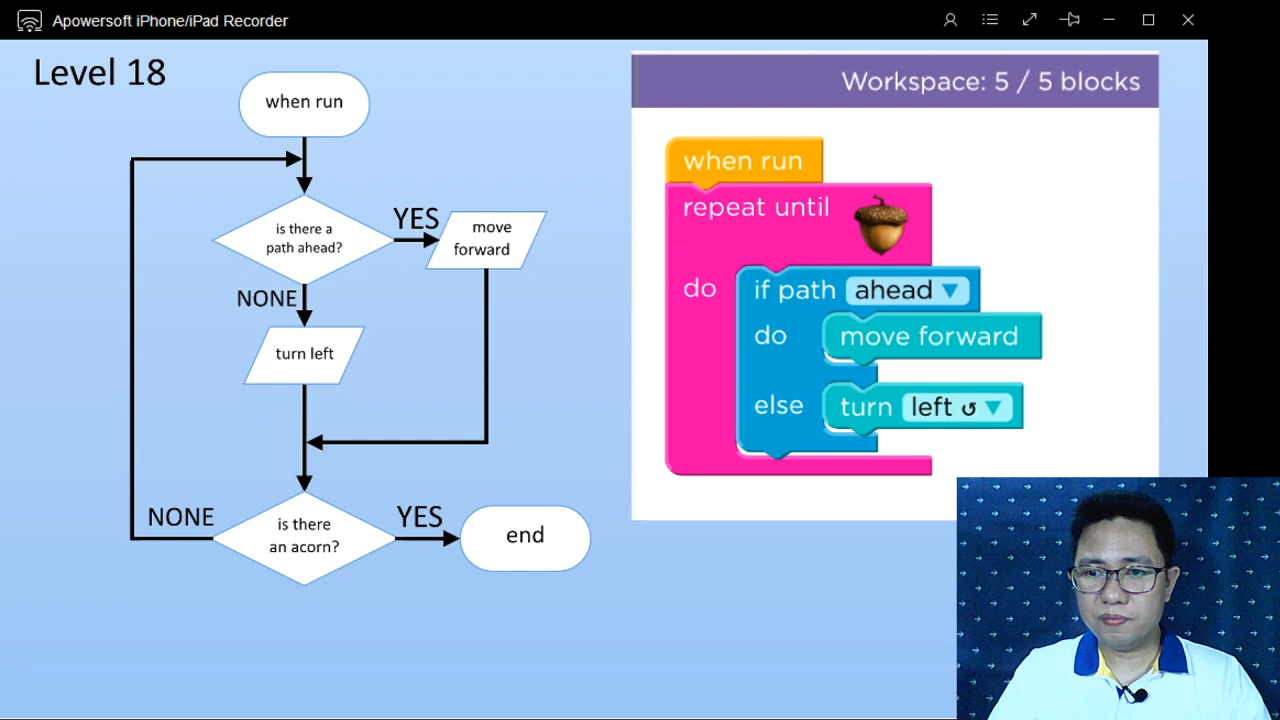 Apowersoft iPhone/iPad Recorder
Level 18
when run
is there a
path ahead?
YES
move
forward
NONE
turn left
is there
an acorn?
NONE
YES
end
Workspace: 5 / 5 blocks
when run
repeat until
do
if path ahead
do
move forward
else
turn left